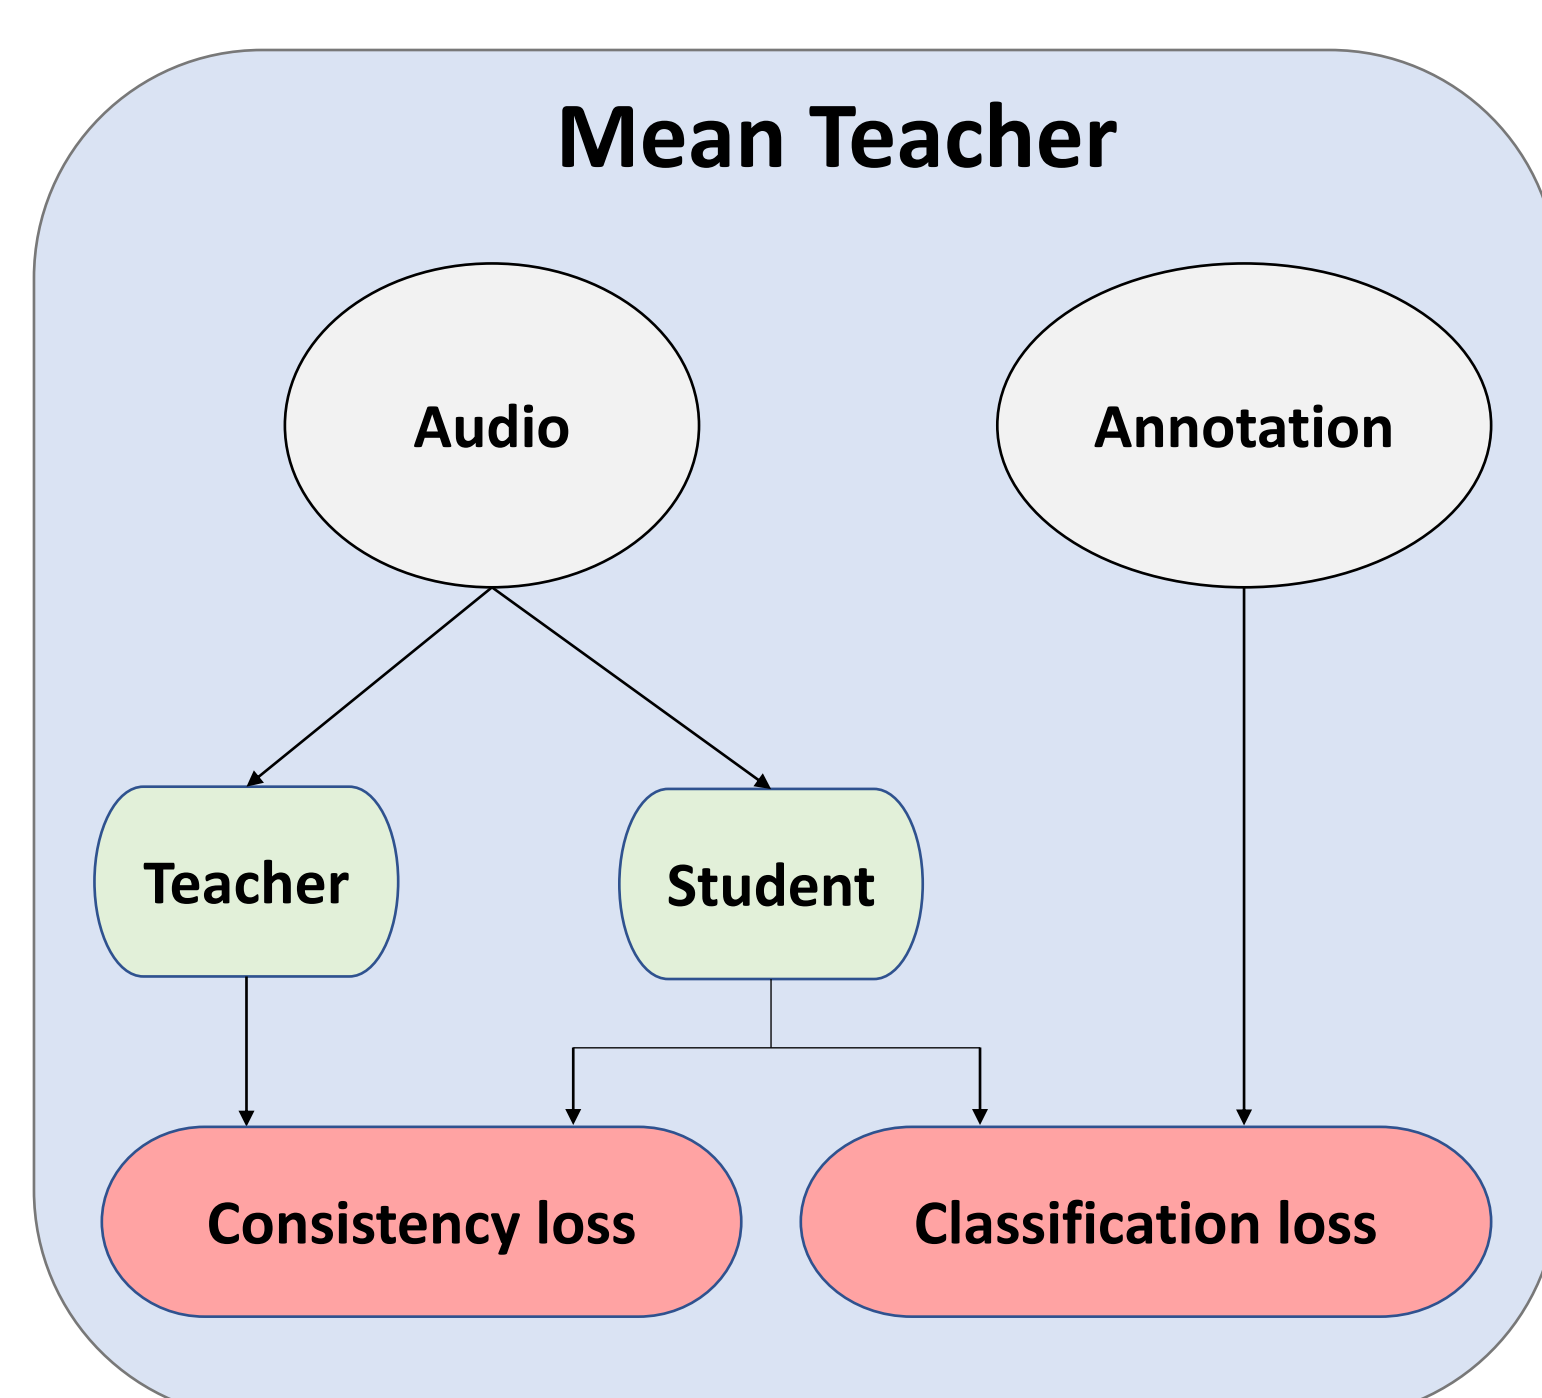 Mean Teacher
Audio
Annotation
Teacher
Student
Consistency loss
Classification loss